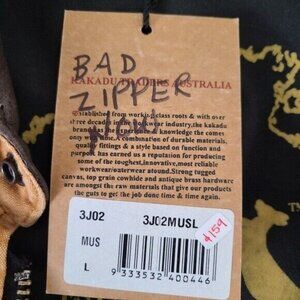 BAD
ZIPPER
KAKADU TRADERS AUSTRALIA
Established from working class roots & with over
three decades in the workwear industry, the kakadu
brand & the knowledge the comes
only A combination of durable materials,
quality fittings & a style based on function and
purpose has earned us a reputation for producing
some of the toughest,innovative,most reliable
workwear/outerwear around.Strong rugged
canvas, top grain cowhide and antique brass hardware
are amongst the raw materials that give our products
the guts to get the job done time & time again.
3J02 3J02MUSL
MUS
L
$159
9 333532 400446